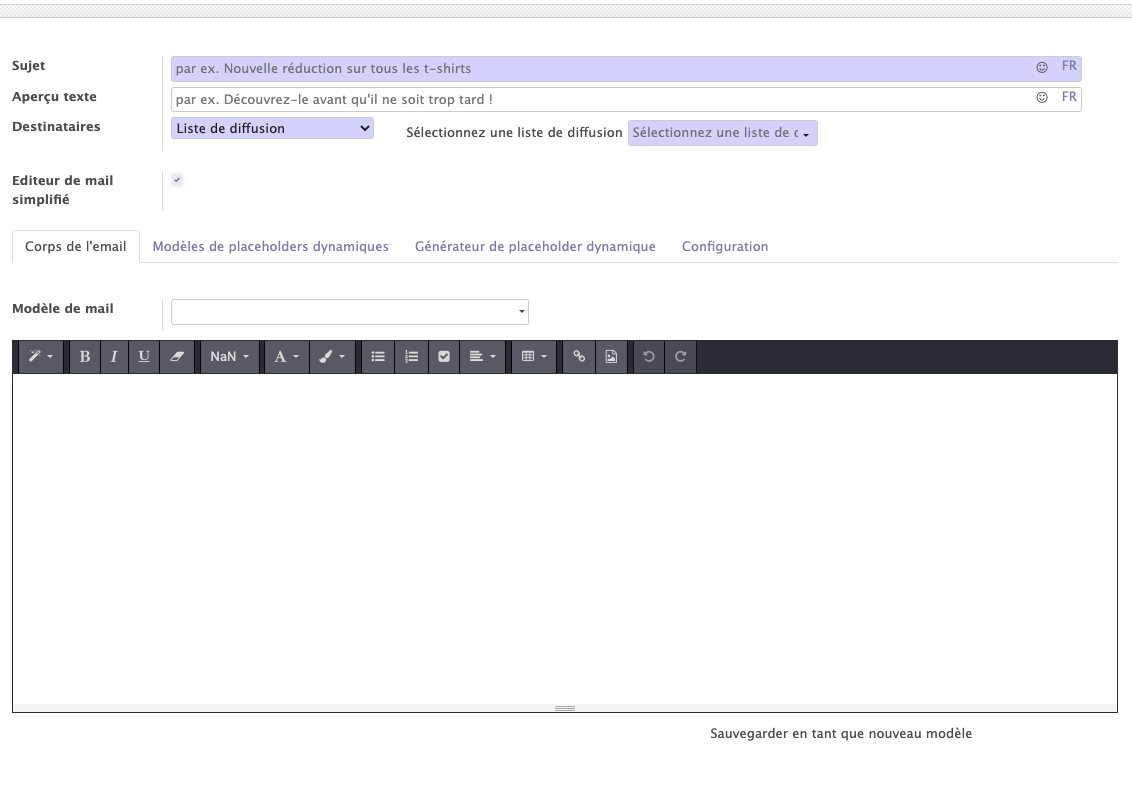 Sujet
par ex. Nouvelle réduction sur tous les t-shirts
FR
Aperçu texte
par ex. Découvrez-le avant qu'il ne soit trop tard !
FR
Destinataires
Liste de diffusion
Sélectionnez une liste de diffusion
Sélectionnez une liste de
Editeur de mail
simplifié
Corps de l'email
Modèles de placeholders dynamiques
Générateur de placeholder dynamique
Configuration
Modèle de mail
B I U NaN A
Sauvegarder en tant que nouveau modèle